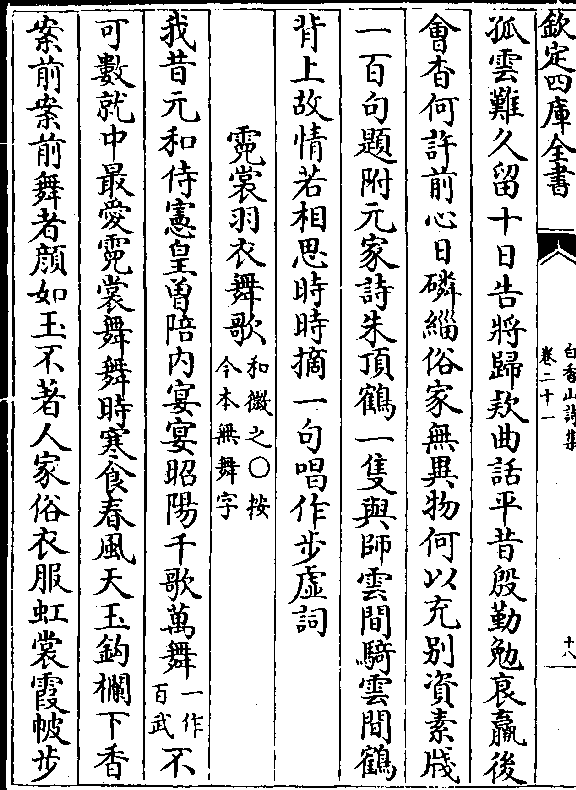 欽定四庫全書
白香山詩集
卷二十一
十八
孤雲難久留十日告將歸欵曲話平昔殷勤勉衰羸後
會杳何許前心日磷緇俗家無異物何以充别資素牋
一百句題附元家詩朱頂鶴一隻與師雲間騎雲間鶴
背上故情若相思時時摘一句唱作步虛詞
霓裳羽衣舞歌和微之○按今本無舞字
我昔元和侍憲皇曽陪内宴宴昭陽千歌萬舞一作百武不
可數就中最愛霓裳舞舞時寒食春風天玉鈎欄下香
案前案前舞者顔如玉不著人家俗衣服虹裳霞帔步